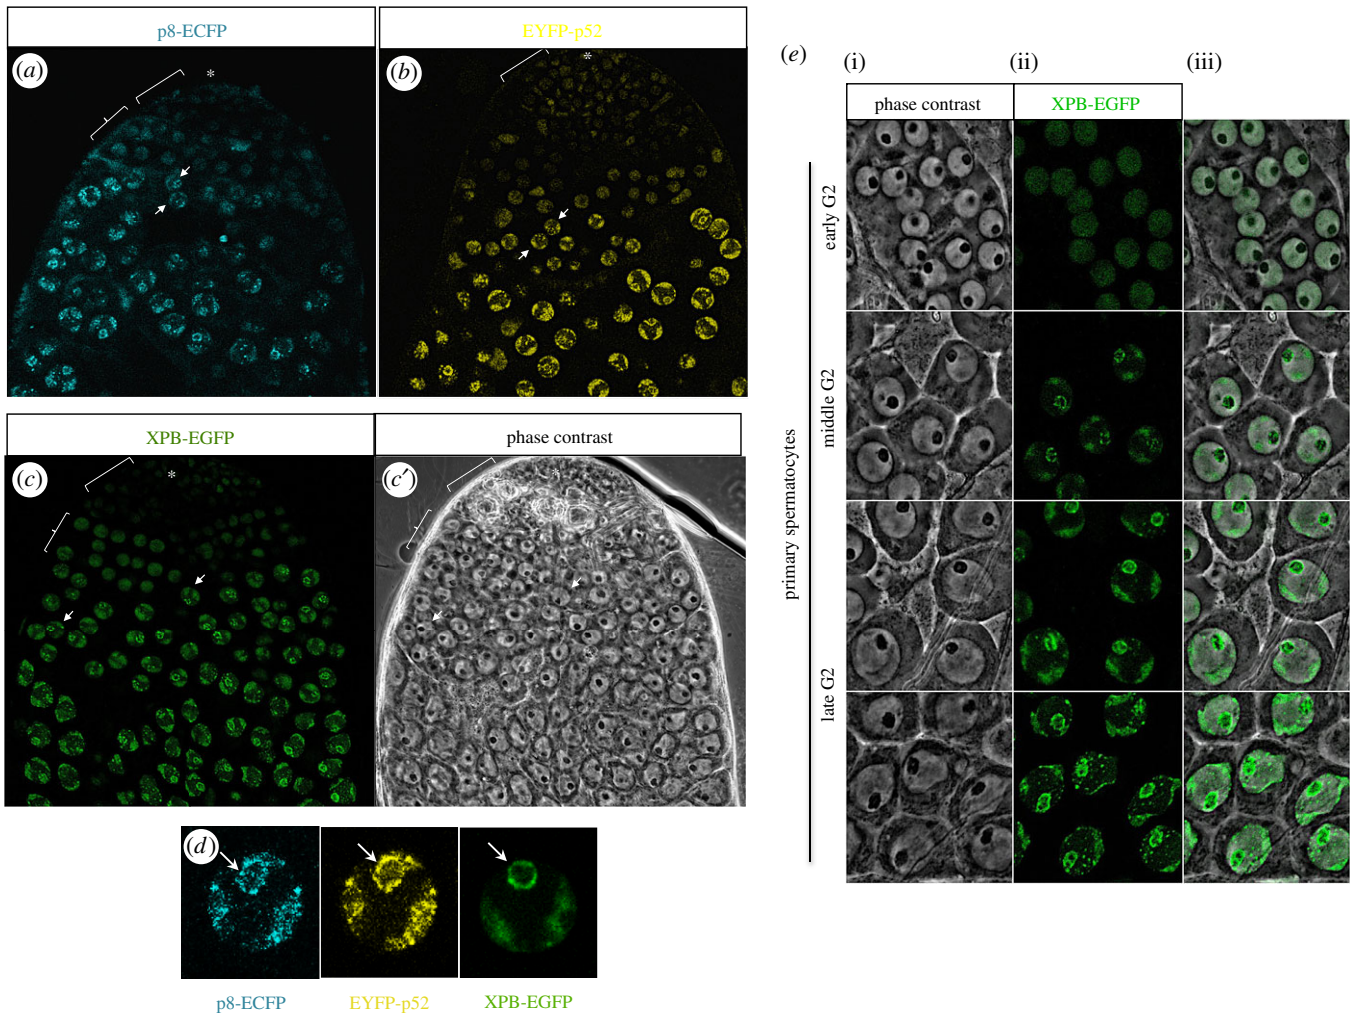 p8-ECFP
EYFP-p52
(a)
*
(b)
*
XPB-EGFP
phase contrast
(c)
*
(c′)
*
(d)
p8-ECFP
EYFP-p52
XPB-EGFP
(e)
(i)
(ii)
(iii)
phase contrast
XPB-EGFP
primary spermatocytes
early G2
middle G2
late G2